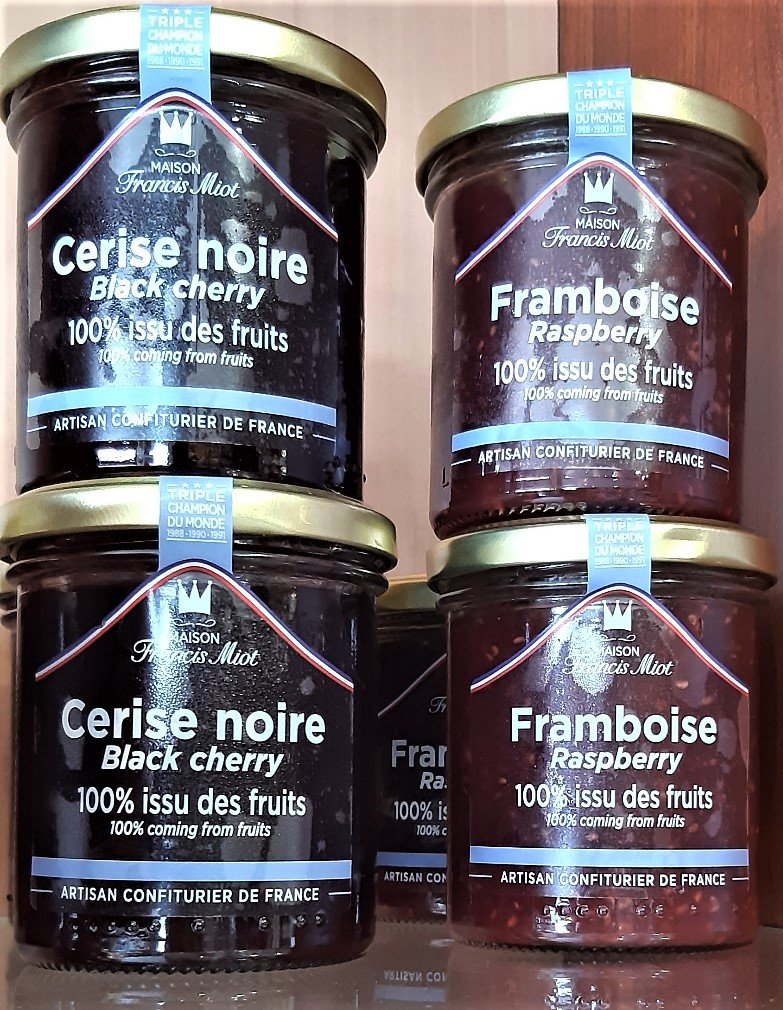 TRIPLE
CHAMPION
DU MONDE
1988•1990•1991
MAISON
Francis Miot
Cerise noire
Black cherry
100% issu des fruits
100% coming from fruits
ARTISAN CONFITURIER DE FRANCE
TRIPLE
CHAMPION
DU MONDE
1988•1990•1991
MAISON
Francis Miot
Framboise
Raspberry
100% issu des fruits
100% coming from fruits
ARTISAN CONFITURIER DE FRANCE
TRIPLE
CHAMPION
DU MONDE
1988•1990•1991
MAISON
Francis Miot
Cerise noire
Black cherry
100% issu des fruits
100% coming from fruits
ARTISAN CONFITURIER DE FRANCE
Fram
Ra
100% is
100% c
ARTISAN CON
TRIPLE
CHAMPION
DU MONDE
1988•1990•1991
MAISON
Francis Miot
Framboise
Raspberry
100% issu des fruits
100% coming from fruits
ARTISAN CONFITURIER DE FRANCE